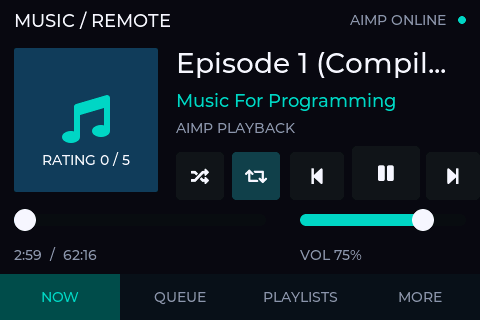 MUSIC / REMOTE
AIMP ONLINE
Episode 1 (Compil...
Music For Programming
AIMP PLAYBACK
RATING 0 / 5
2:59 / 62:16
VOL 75%
NOW
QUEUE
PLAYLISTS
MORE